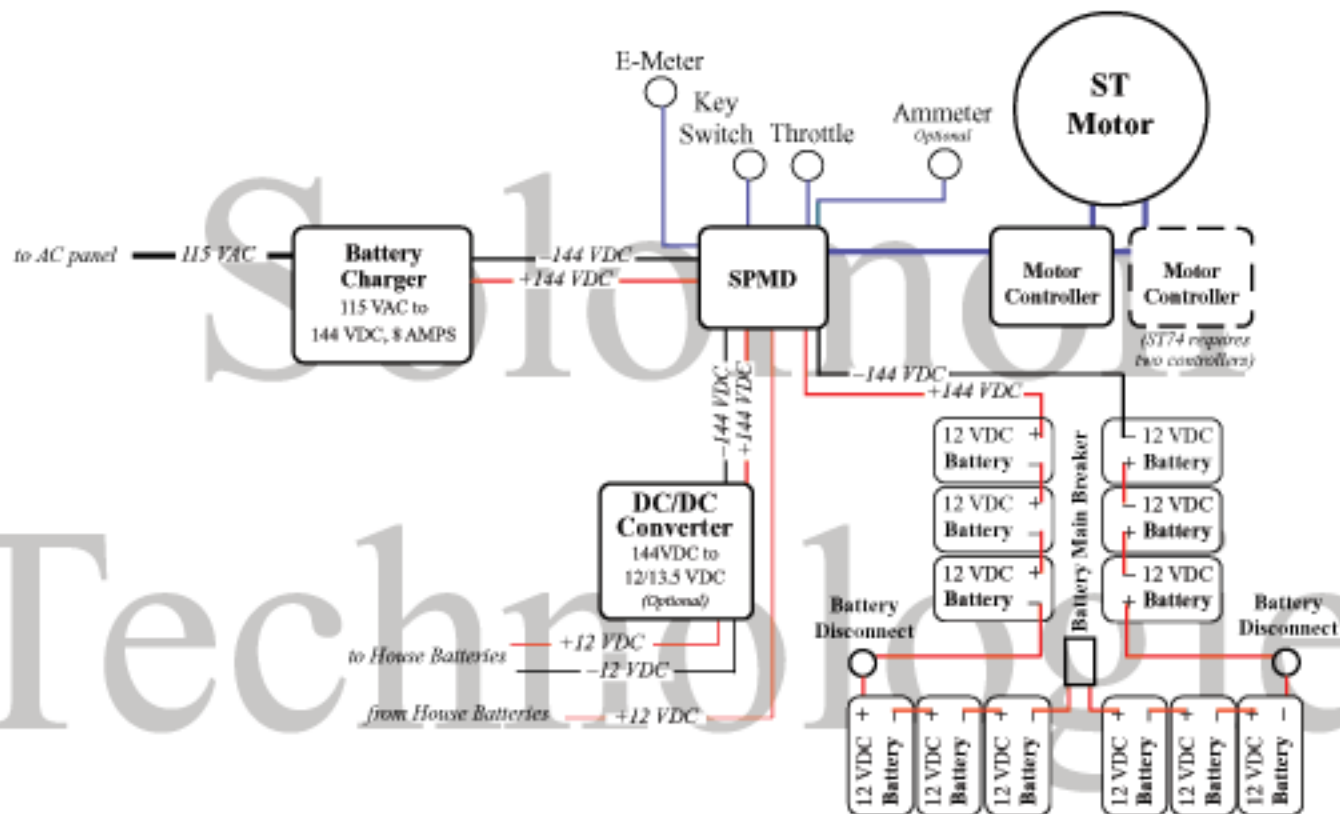 E-Meter
Key
Switch
Throttle
Ammeter
Optional
ST
Motor
to AC panel
115 VAC
Battery
Charger
115 VAC to
144 VDC, 8 AMPS
–144 VDC
+144 VDC
SPMD
Motor
Controller
Motor
Controller
(ST74 requires
two controllers)
–144 VDC
+144 VDC
–144 VDC
+144 VDC
DC/DC
Converter
144VDC to
12/13.5 VDC
(Optional)
to House Batteries
+12 VDC
–12 VDC
from House Batteries
+12 VDC
12 VDC +
Battery –
12 VDC +
Battery –
12 VDC +
Battery –
Battery Main Breaker
– 12 VDC
+ Battery
– 12 VDC
+ Battery
– 12 VDC
+ Battery
Battery
Disconnect
Battery
Disconnect
12 VDC +
Battery –
12 VDC +
Battery –
12 VDC +
Battery –
12 VDC +
Battery –
12 VDC +
Battery –
12 VDC +
Battery –
Solomon
Technologie